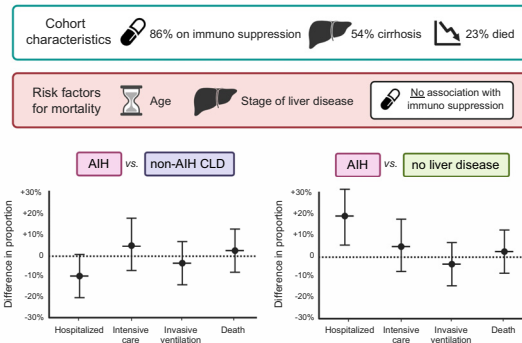 Cohort characteristics
86% on immuno suppression
54% cirrhosis
23% died
Risk factors for mortality
Age
Stage of liver disease
No association with immuno suppression
AIH vs. non-AIH CLD
Difference in proportion
+30%
+20%
+10%
0
-10%
-20%
-30%
Hospitalized
Intensive care
Invasive ventilation
Death
AIH vs. no liver disease
Difference in proportion
+30%
+20%
+10%
0
-10%
-20%
-30%
Hospitalized
Intensive care
Invasive ventilation
Death